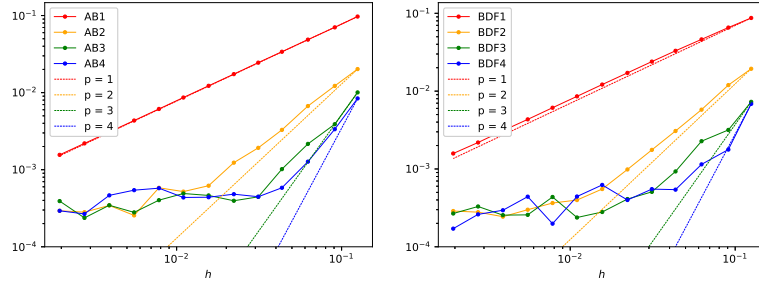 10⁻¹
10⁻²
10⁻³
10⁻⁴
AB1
AB2
AB3
AB4
p = 1
p = 2
p = 3
p = 4
10⁻²
10⁻¹
h
10⁻¹
10⁻²
10⁻³
10⁻⁴
BDF1
BDF2
BDF3
BDF4
p = 1
p = 2
p = 3
p = 4
10⁻²
10⁻¹
h